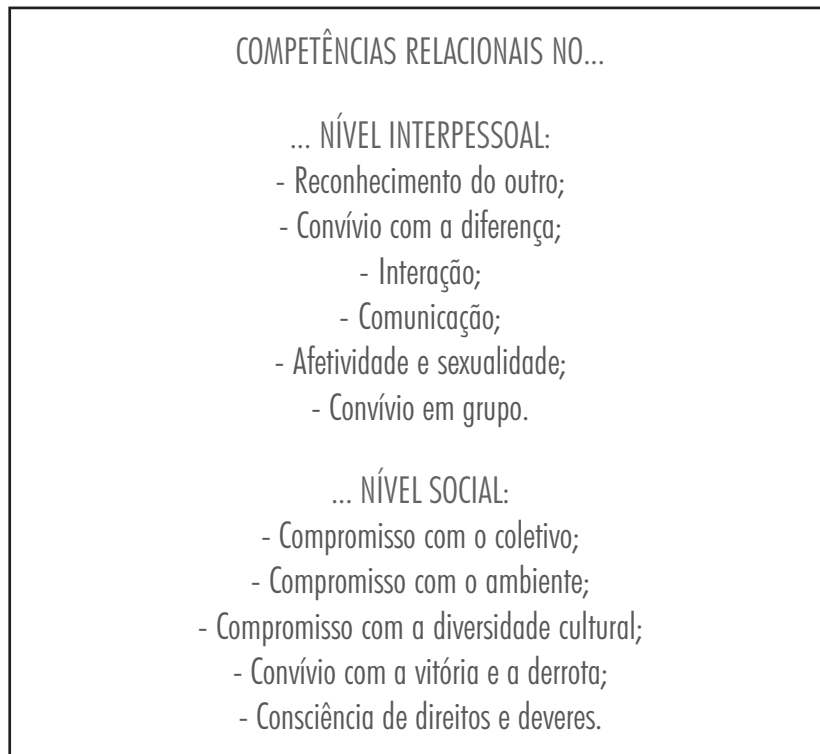 COMPETÊNCIAS RELACIONAIS NO...
... NÍVEL INTERPESSOAL:
- Reconhecimento do outro;
- Convívio com a diferença;
- Interação;
- Comunicação;
- Afetividade e sexualidade;
- Convívio em grupo.
... NÍVEL SOCIAL:
- Compromisso com o coletivo;
- Compromisso com o ambiente;
- Compromisso com a diversidade cultural;
- Convívio com a vitória e a derrota;
- Consciência de direitos e deveres.